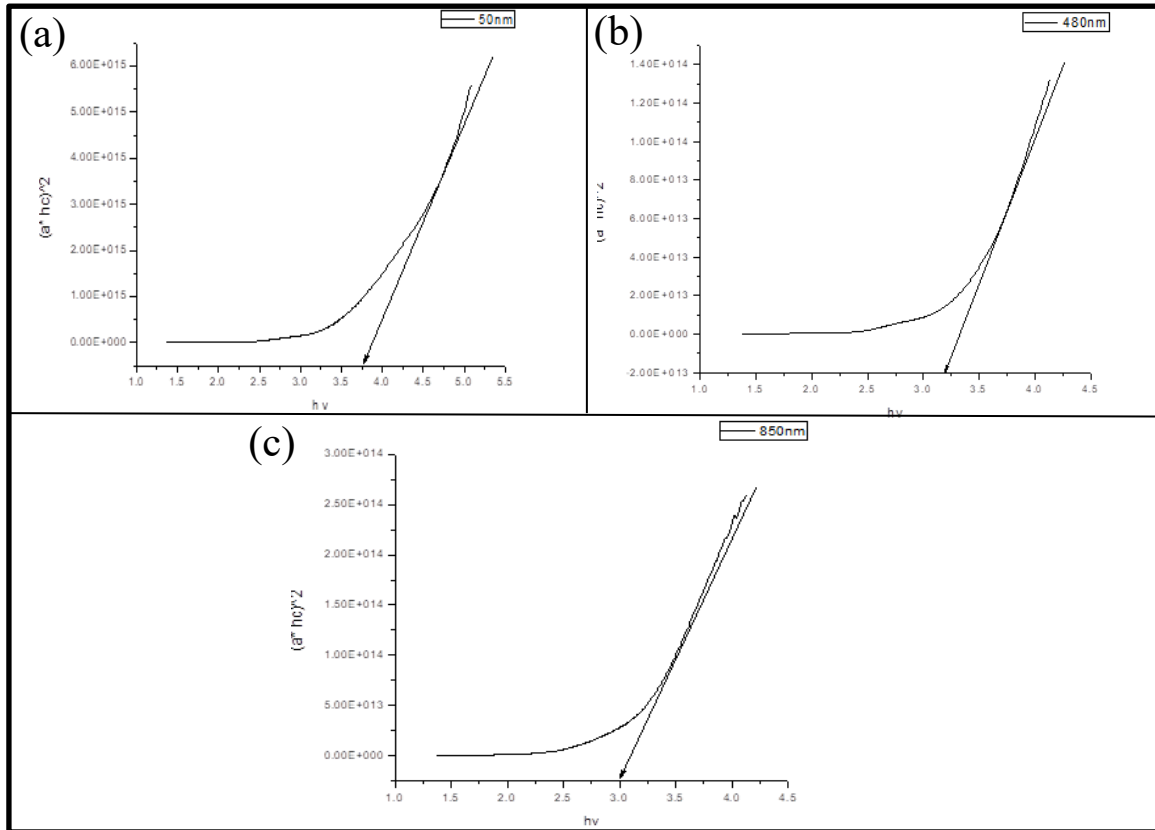 (a)
50nm
6.00E+015
5.00E+015
4.00E+015
3.00E+015
2.00E+015
1.00E+015
0.00E+000
(a* hc)^2
1.0 1.5 2.0 2.5 3.0 3.5 4.0 4.5 5.0 5.5
hv
(b)
480nm
1.40E+014
1.20E+014
1.00E+014
8.00E+013
6.00E+013
4.00E+013
2.00E+013
0.00E+000
-2.00E+013
1.0 1.5 2.0 2.5 3.0 3.5 4.0 4.5
hv
(c)
850nm
3.00E+014
2.50E+014
2.00E+014
1.50E+014
1.00E+014
5.00E+013
0.00E+000
(a* hc)^2
1.0 1.5 2.0 2.5 3.0 3.5 4.0 4.5
hv